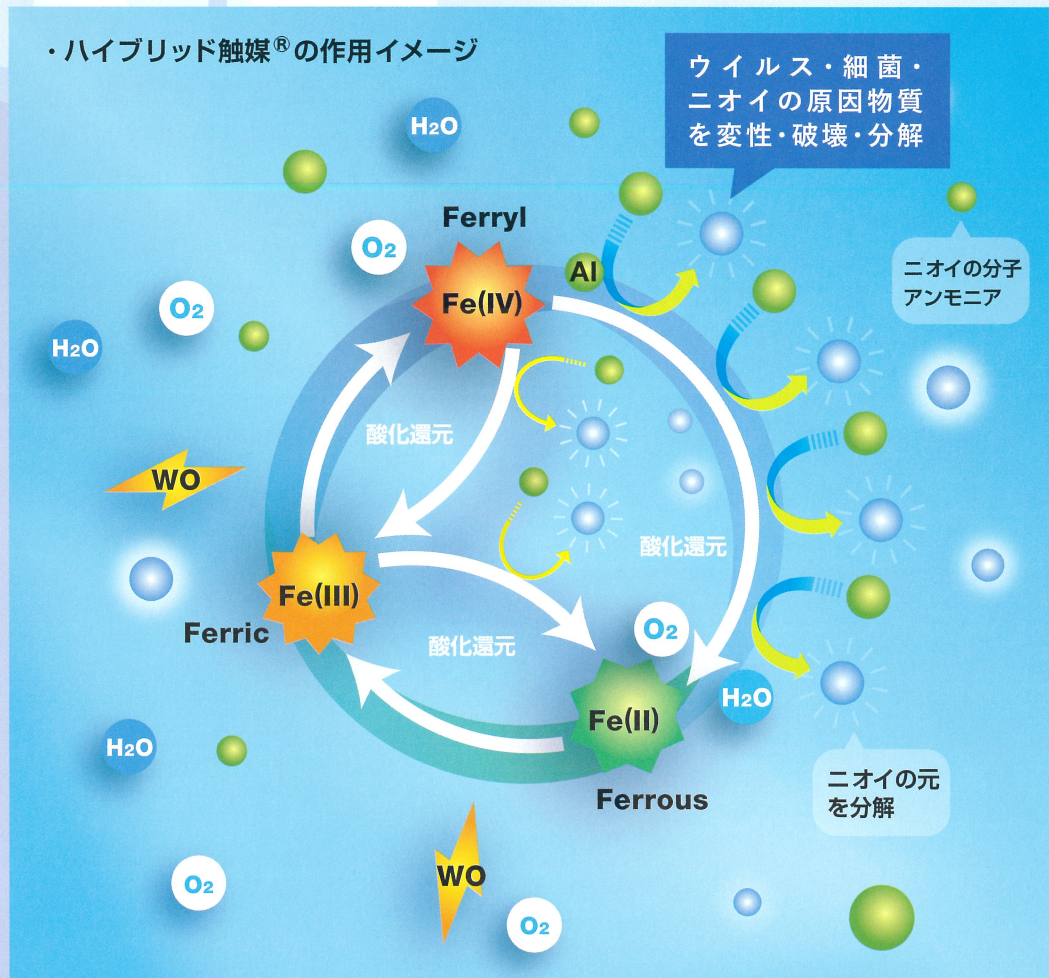 ・ハイブリッド触媒®の作用イメージ
ウイルス・細菌・
ニオイの原因物質
を変性・破壊・分解
H2O
Ferryl
O2
Al
Fe(IV)
ニオイの分子
アンモニア
O2
H2O
酸化還元
WO
酸化還元
Fe(III)
Ferric
O2
酸化還元
H2O
Fe(II)
H2O
ニオイの元
を分解
Ferrous
WO
O2
O2